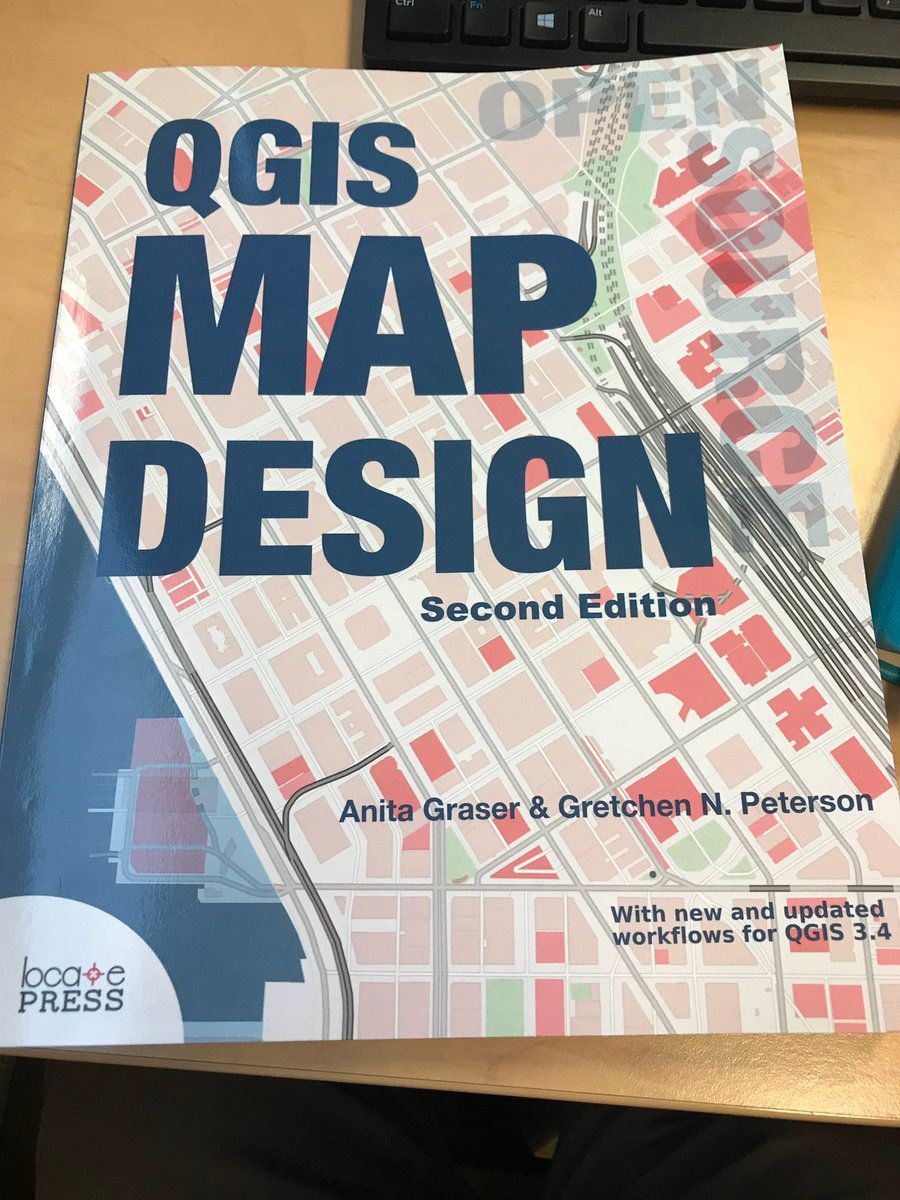 Ctrl
Fn
Alt
OPEN
SOURCE
QGIS
MAP
DESIGN
Second Edition
Anita Graser & Gretchen N. Peterson
With new and updated
workflows for QGIS 3.4
locate
PRESS